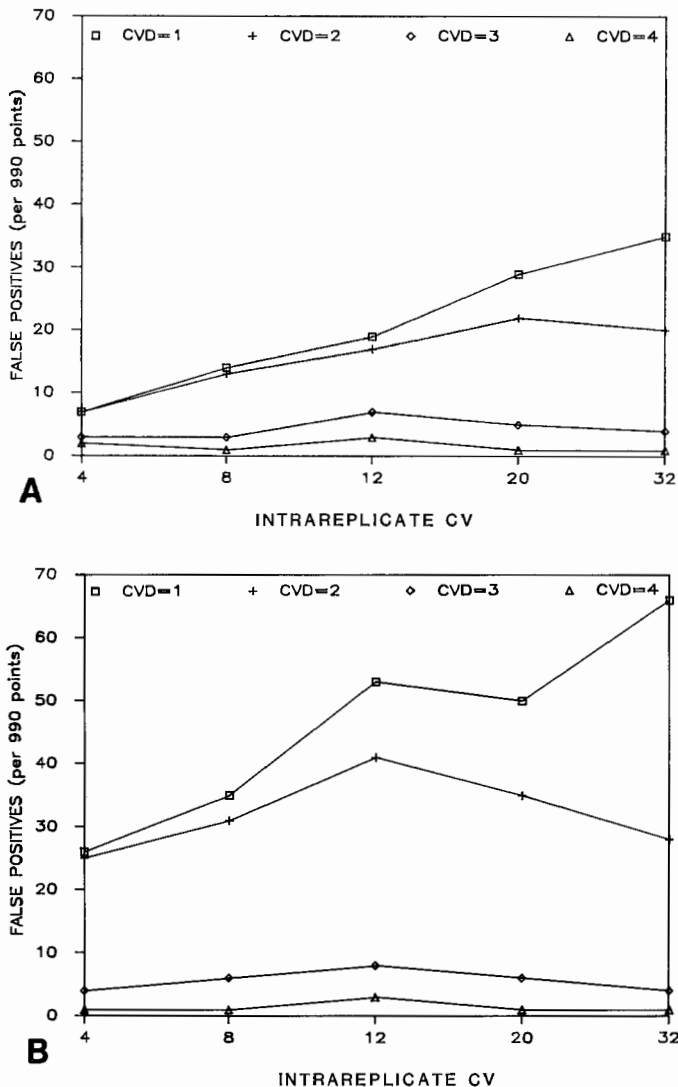 70
CVD=1 CVD=2 CVD=3 CVD=4
60
50
40
30
20
10
0
FALSE POSITIVES (per 990 points)
4 8 12 20 32
A
INTRAREPLICATE CV
70
CVD=1 CVD=2 CVD=3 CVD=4
60
50
40
30
20
10
0
FALSE POSITIVES (per 990 points)
4 8 12 20 32
B
INTRAREPLICATE CV